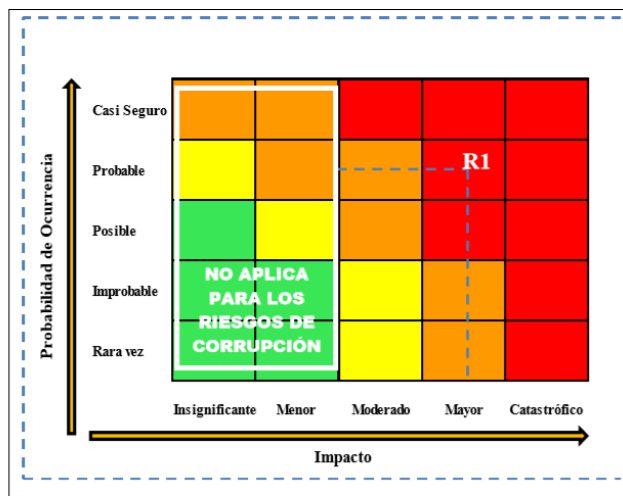 Probabilidad de Ocurrencia
Casi Seguro
Probable
R1
Posible
Improbable
NO APLICA
PARA LOS
RIESGOS DE
CORRUPCIÓN
Rara vez
Insignificante Menor Moderado Mayor Catastrófico
Impacto